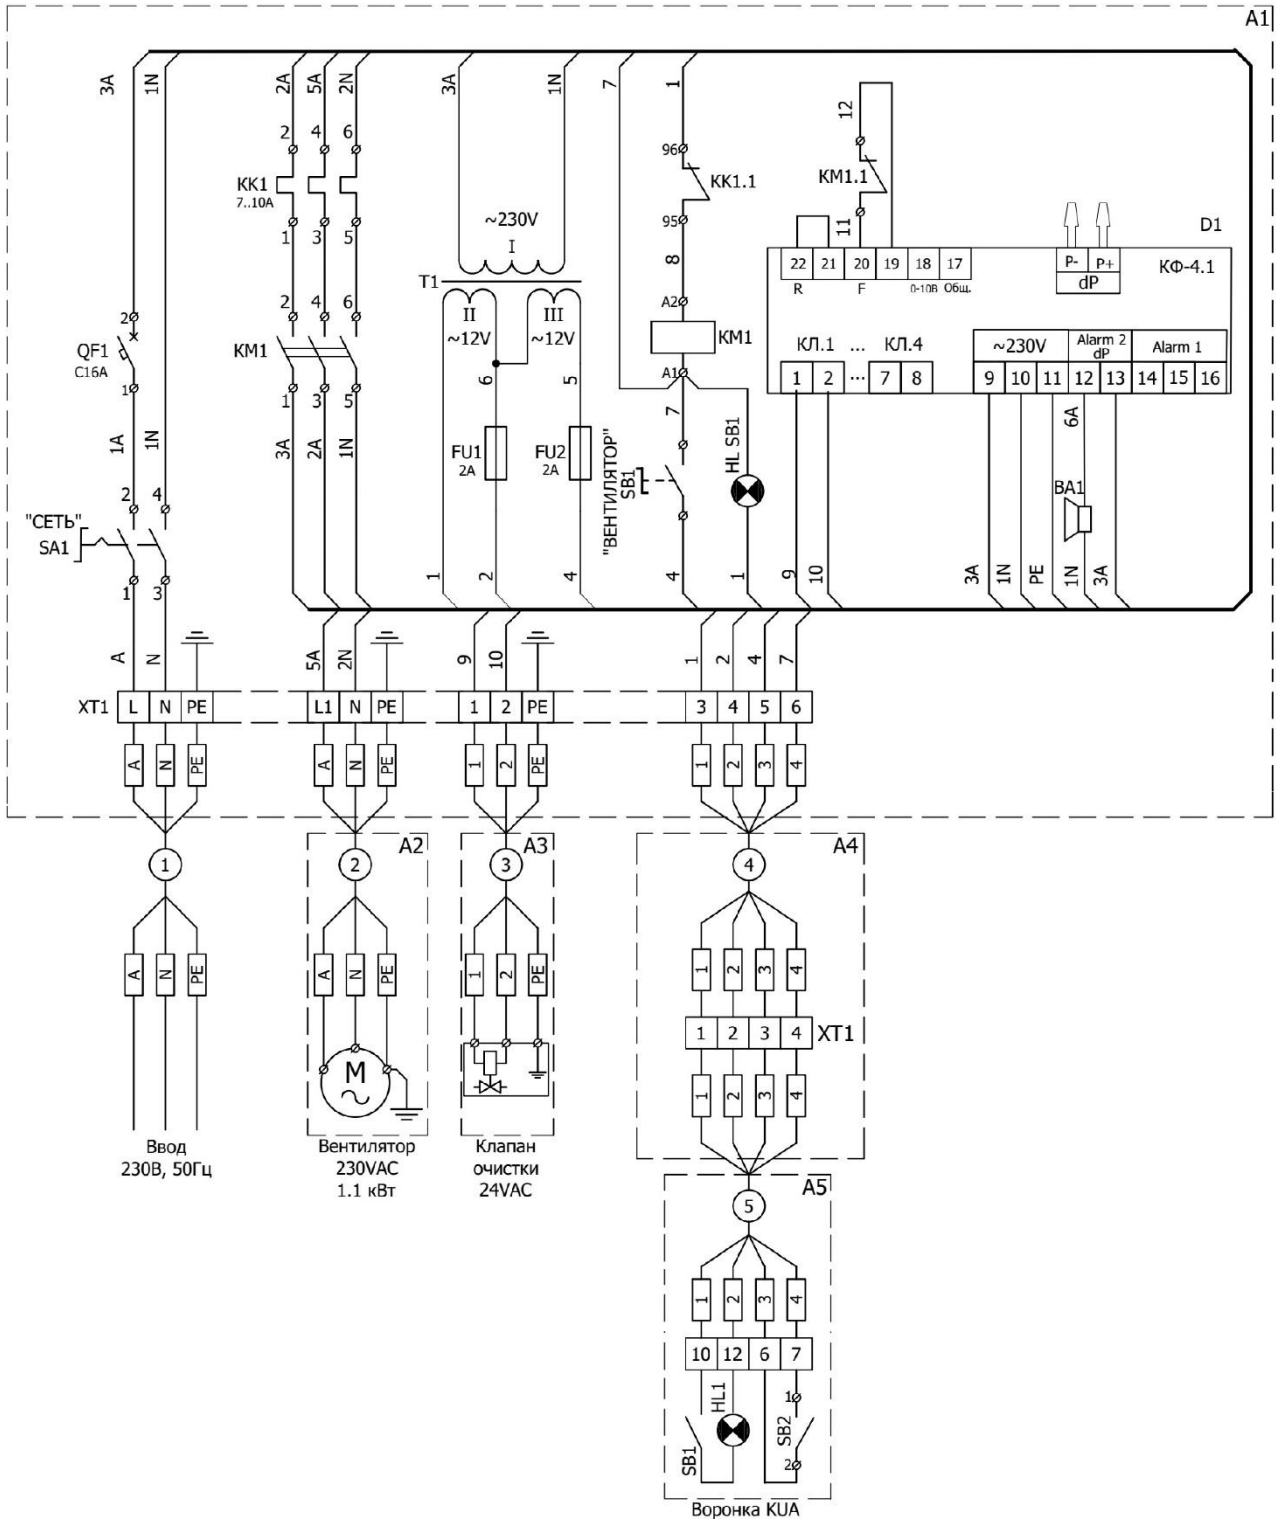 A1
3A
1N
2A
5A
2N
3A
1N
7
1
12
2
4
6
96
KK1
7..10A
KK1.1
KM1.1
1
3
5
95
11
~230V
I
8
D1
22
21
20
19
18
17
P-
P+
КФ-4.1
R
F
0-10В
Общ.
dP
T1
II
~12V
III
~12V
A2
2
QF1
C16A
1
2
4
6
KM1
1
3
5
KM1
A1
КЛ.1
...
КЛ.4
~230V
Alarm 2
dP
Alarm 1
1
2
...
7
8
9
10
11
12
13
14
15
16
6
5
7
6A
1A
1N
3A
2A
1N
FU1
2A
FU2
2A
"ВЕНТИЛЯТОР"
SB1
HL SB1
BA1
2
4
"СЕТЬ"
SA1
1
3
1
2
4
4
1
9
10
3A
1N
PE
1N
3A
A
N
5A
2N
9
10
1
2
4
7
XT1
L
N
PE
L1
N
PE
1
2
PE
3
4
5
6
A
N
PE
A
N
PE
1
2
PE
1
2
3
4
1
2
A2
3
A3
4
A4
A
N
PE
A
N
PE
1
2
PE
1
2
3
4
1
2
3
4
XT1
M
~
1
2
3
4
Ввод
230В, 50Гц
Вентилятор
230VAC
1.1 кВт
Клапан
очистки
24VAC
A5
5
1
2
3
4
10
12
6
7
HL1
1
SB1
SB2
2
Воронка KUA